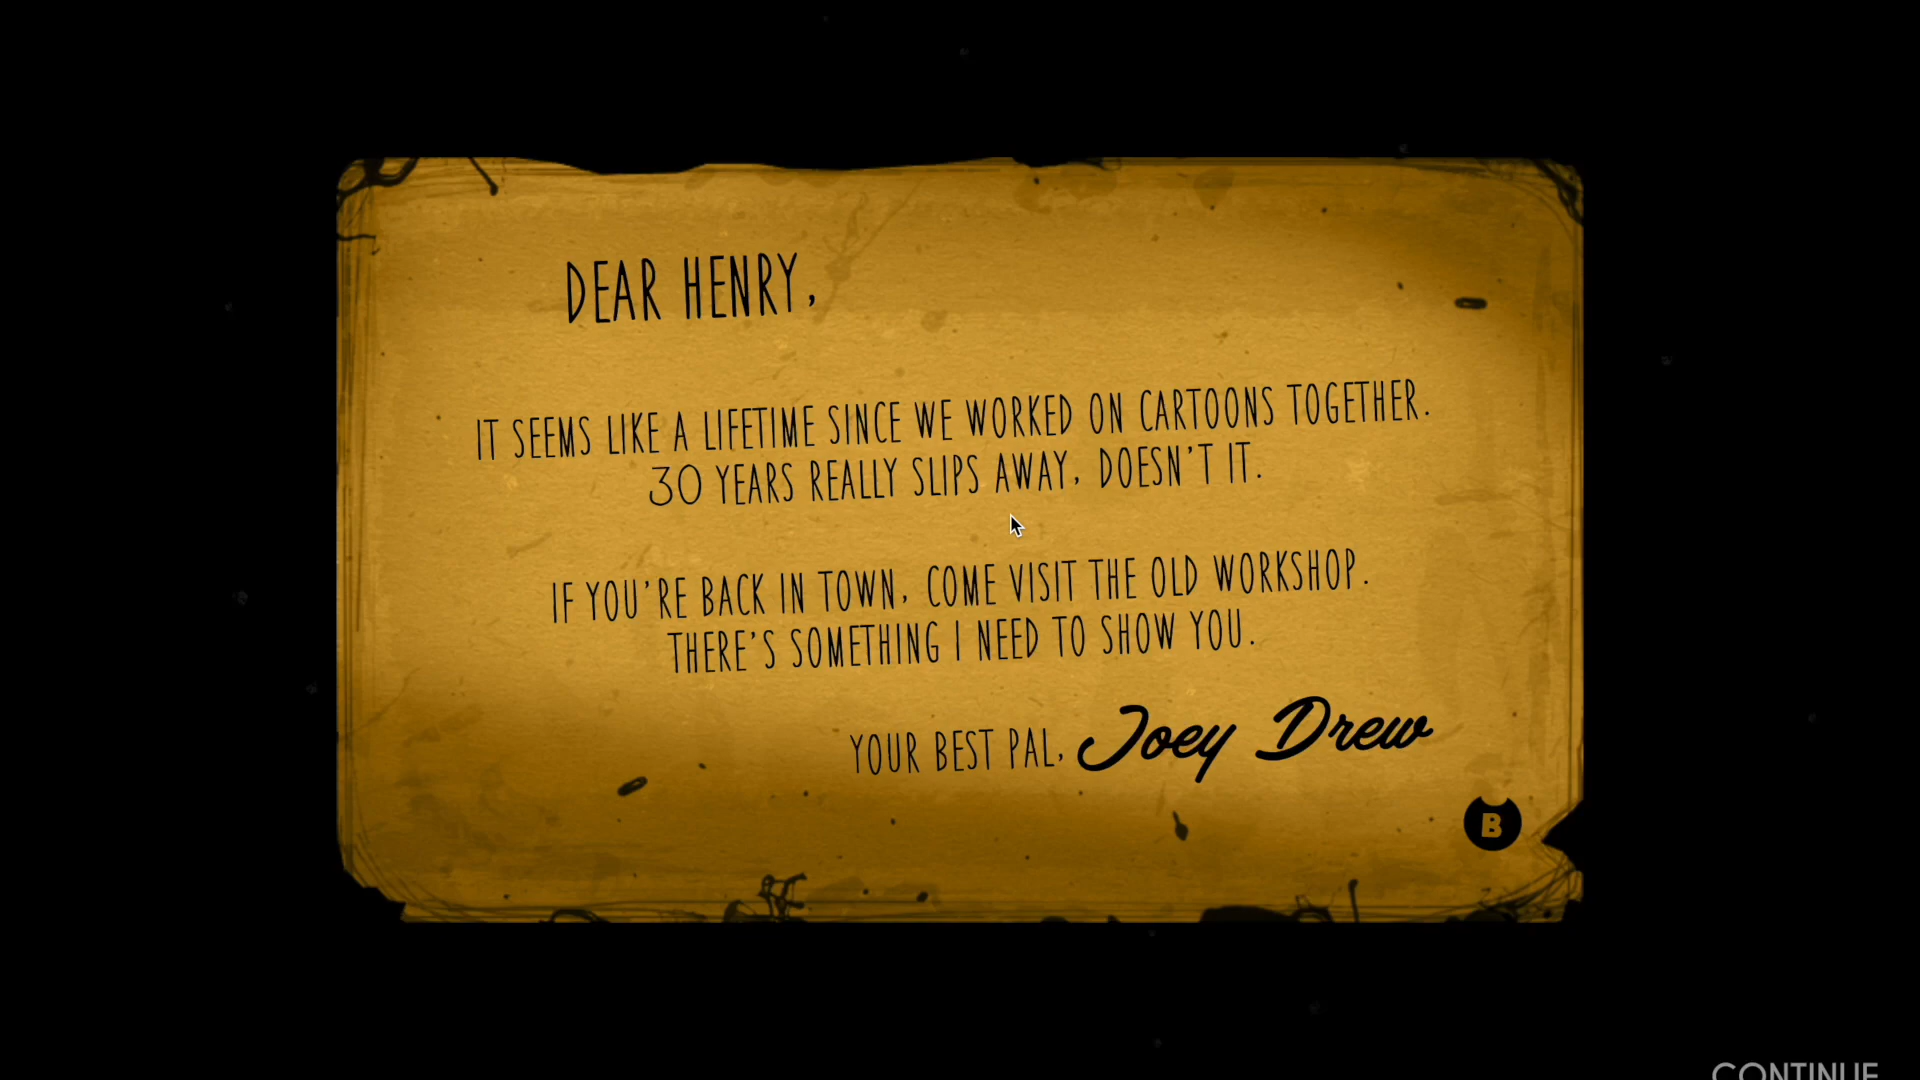 DEAR HENRY,
IT SEEMS LIKE A LIFETIME SINCE WE WORKED ON CARTOONS TOGETHER.
30 YEARS REALLY SLIPS AWAY, DOESN'T IT.
IF YOU'RE BACK IN TOWN, COME VISIT THE OLD WORKSHOP.
THERE'S SOMETHING I NEED TO SHOW YOU.
YOUR BEST PAL, Joey Drew
B
CONTINUE